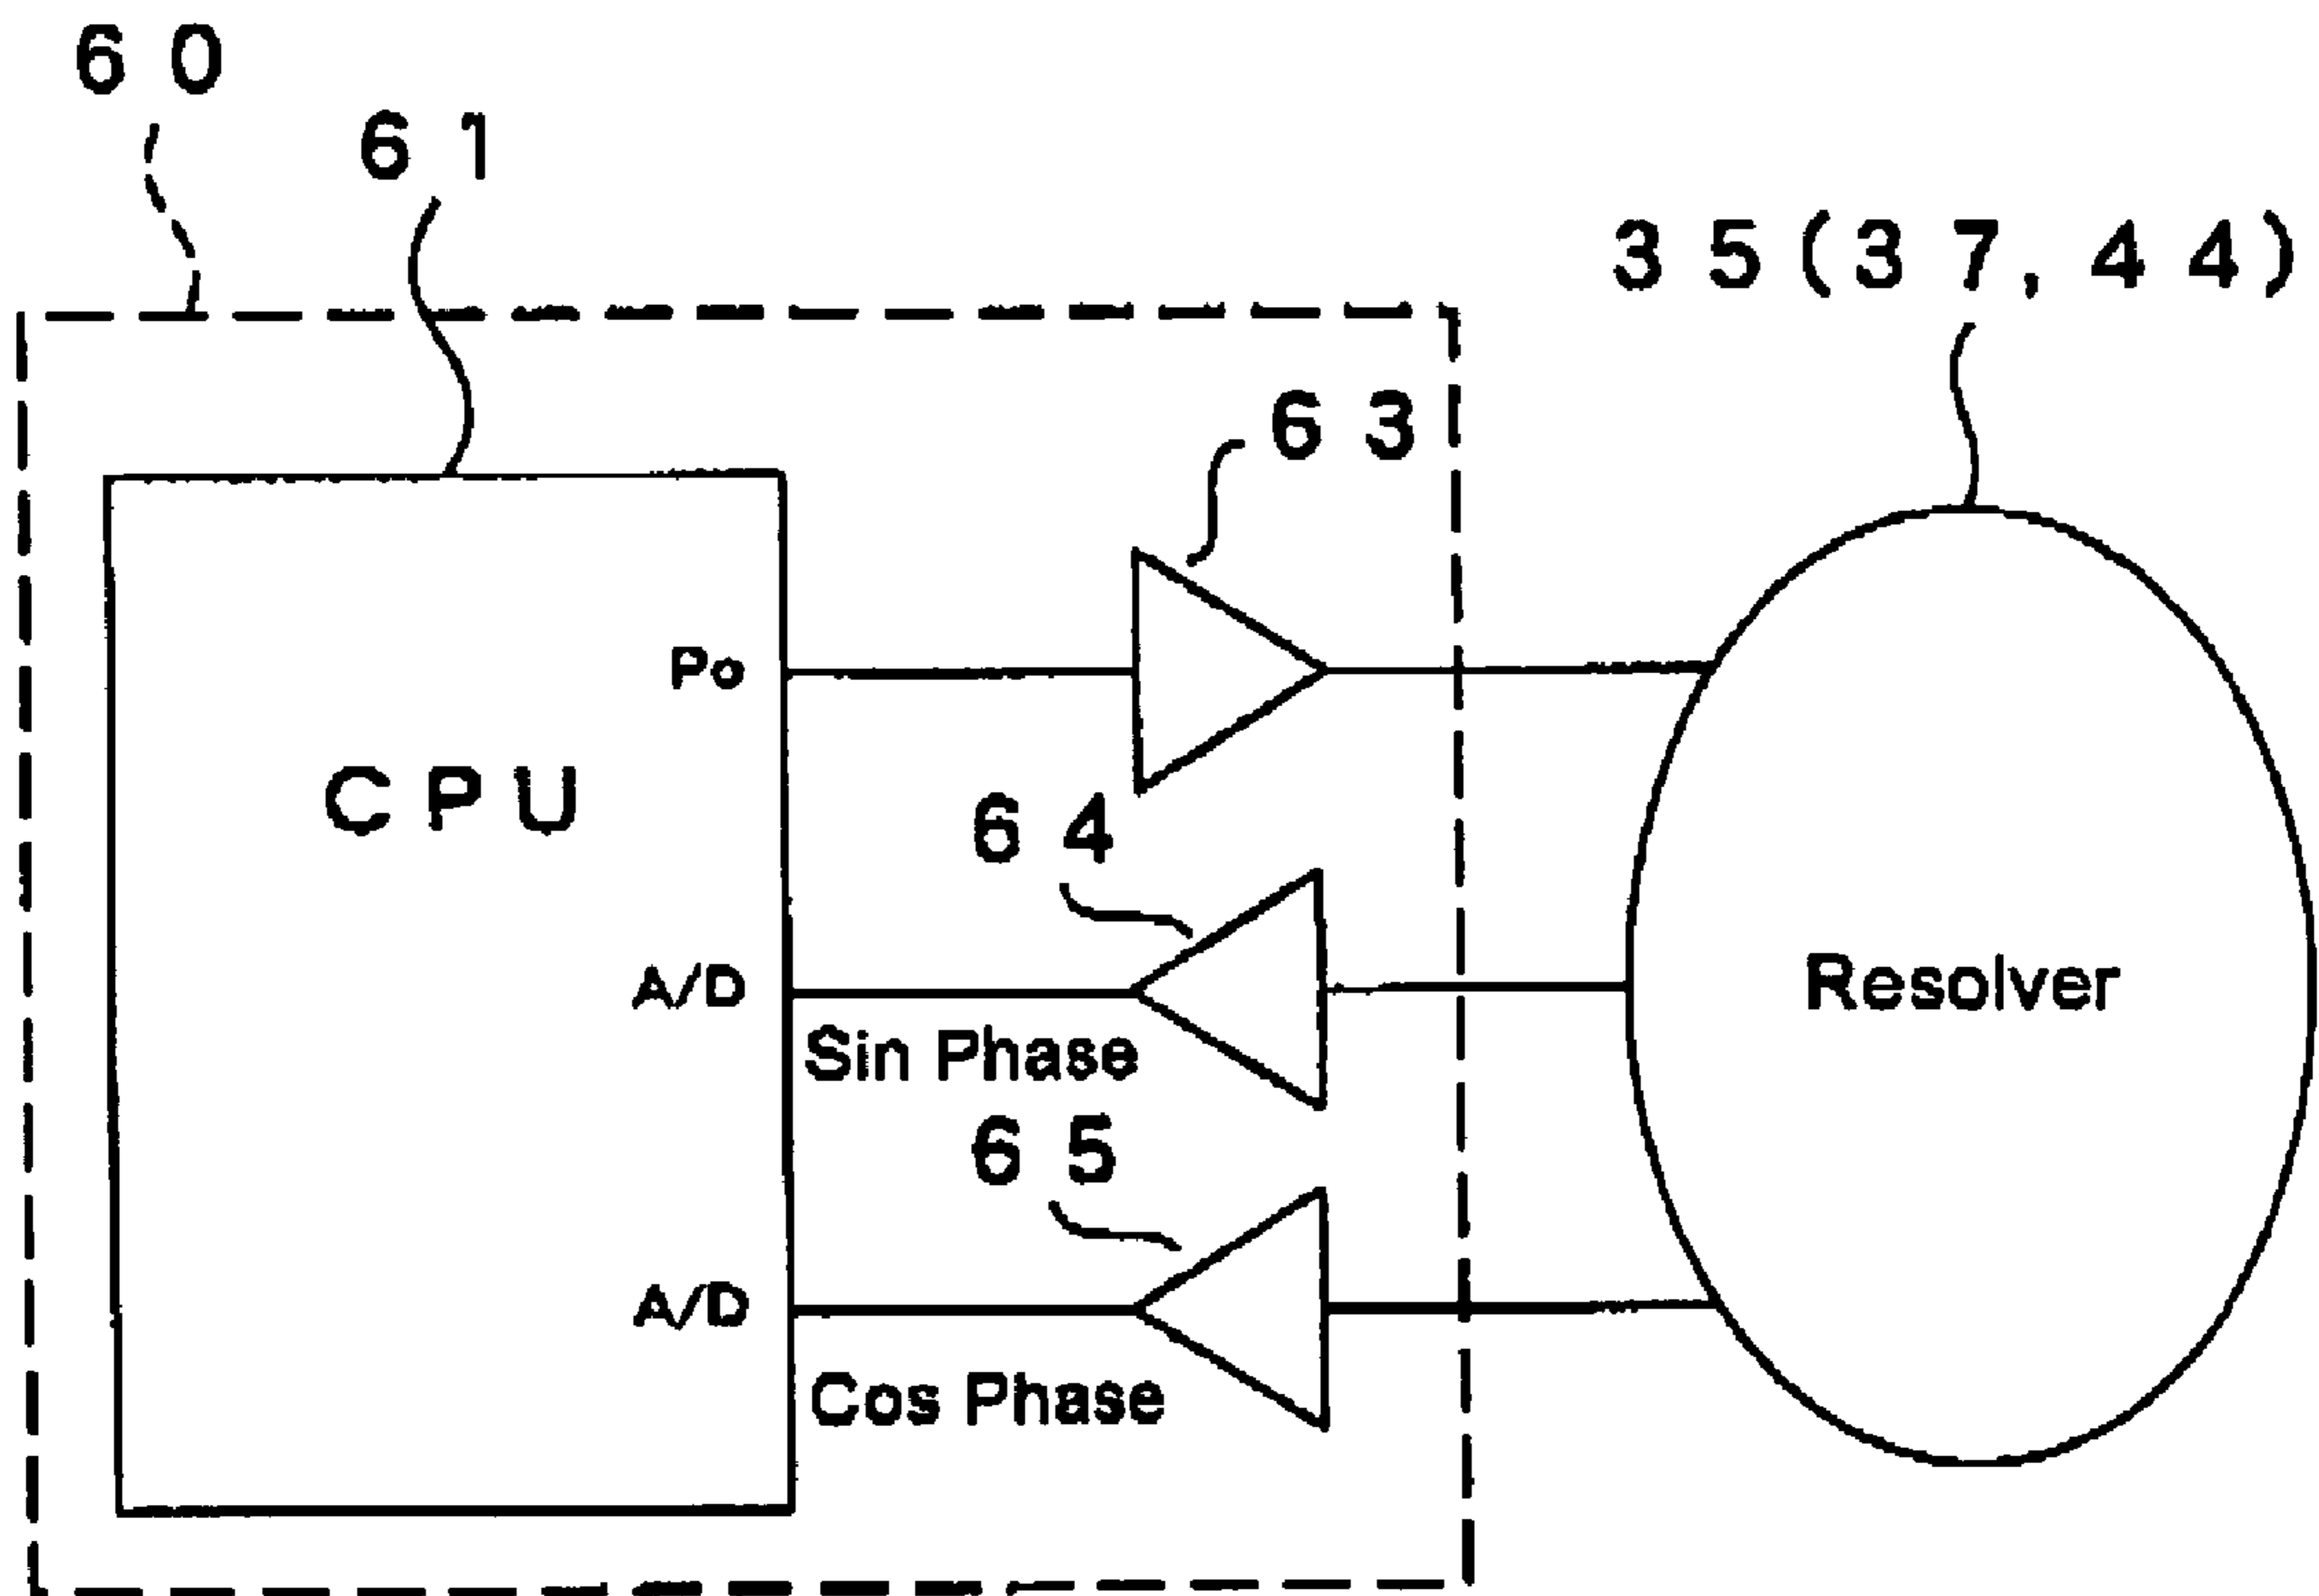 60
61
35(37,44)
63
Po
CPU
64
A/D
Sin Phase
Resolver
65
A/D
Cos Phase